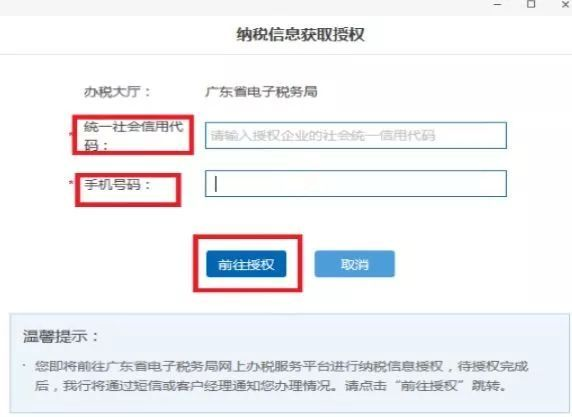 纳税信息获取授权
办税大厅： 广东省电子税务局
* 统一社会信用代
码： 请输入授权企业的社会统一信用代码
* 手机号码：
前往授权 取消
温馨提示：
· 您即将前往广东省电子税务局网上办税服务平台进行纳税信息授权，待授权完成
后，我行将通过短信或客户经理通知您办理情况。请点击“前往授权”跳转。